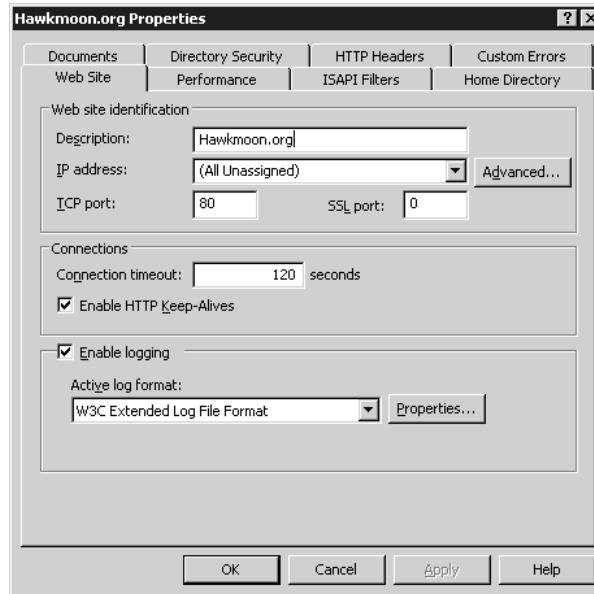 Hawkmoon.org Properties ? X
Documents Directory Security HTTP Headers Custom Errors
Web Site Performance ISAPI Filters Home Directory
Web site identification
Description: Hawkmoon.org
IP address: (All Unassigned) Advanced...
TCP port: 80 SSL port: 0
Connections
Connection timeout: 120 seconds
Enable HTTP Keep-Alives
Enable logging
Active log format:
W3C Extended Log File Format Properties...
OK Cancel Apply Help